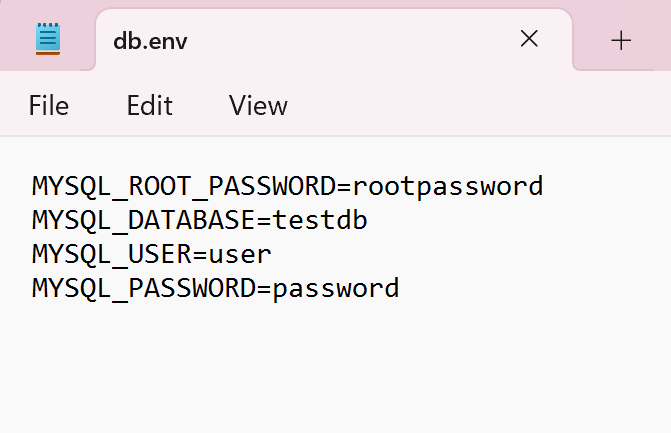 db.env
File Edit View
MYSQL_ROOT_PASSWORD=rootpassword
MYSQL_DATABASE=testdb
MYSQL_USER=user
MYSQL_PASSWORD=password